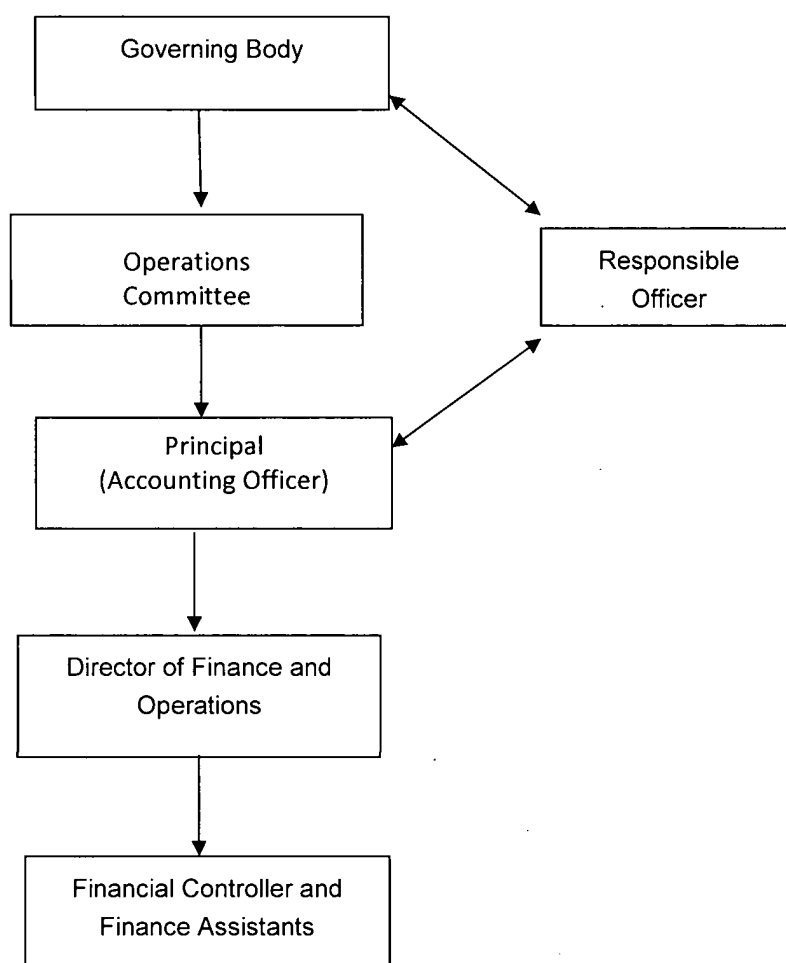 Governing Body
Operations
Committee
Responsible
Officer
Principal
(Accounting Officer)
Director of Finance and
Operations
Financial Controller and
Finance Assistants